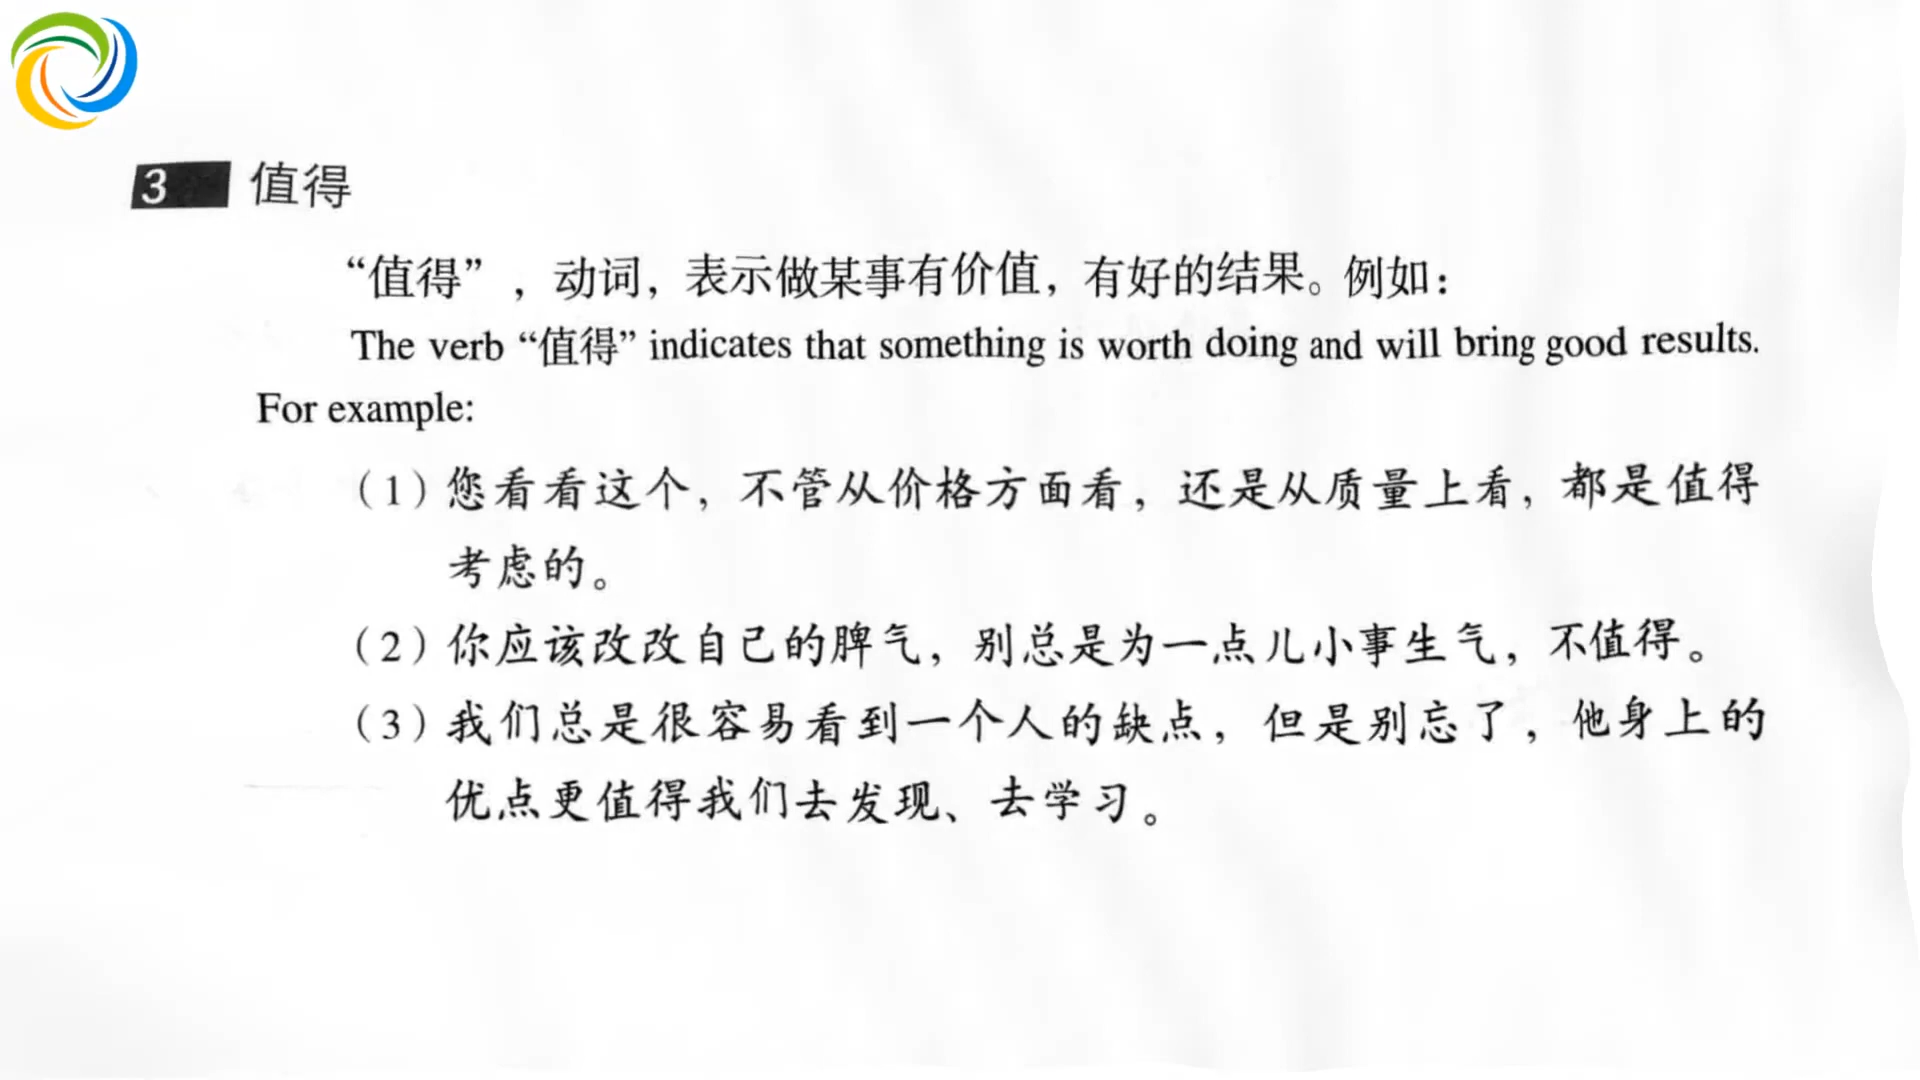 3 值得
“值得”，动词，表示做某事有价值，有好的结果。例如：
The verb “值得” indicates that something is worth doing and will bring good results.
For example:
（1）您看看这个，不管从价格方面看，还是从质量上看，都是值得
考虑的。
（2）你应该改改自己的脾气，别总是为一点儿小事生气，不值得。
（3）我们总是很容易看到一个人的缺点，但是别忘了，他身上的
优点更值得我们去发现、去学习。